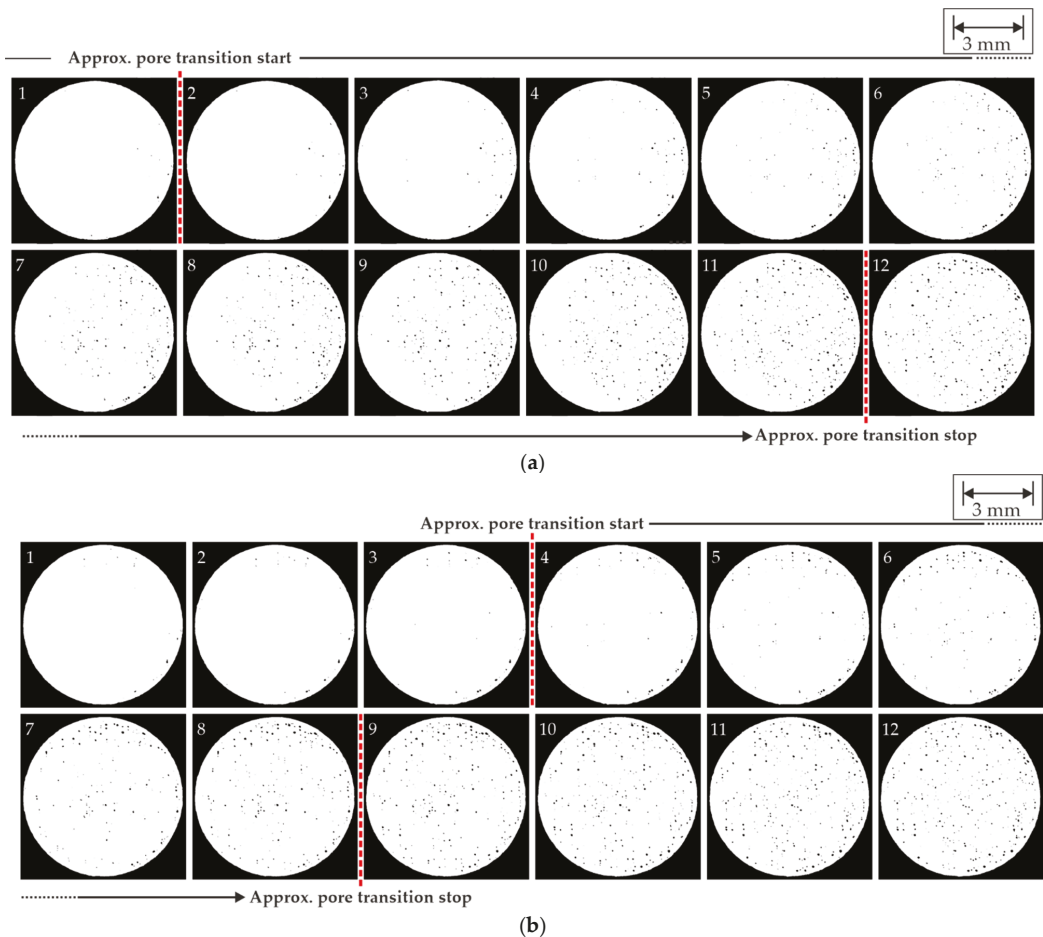 3 mm
Approx. pore transition start
1 2 3 4 5 6
7 8 9 10 11 12
Approx. pore transition stop
(a)
3 mm
Approx. pore transition start
1 2 3 4 5 6
7 8 9 10 11 12
Approx. pore transition stop
(b)